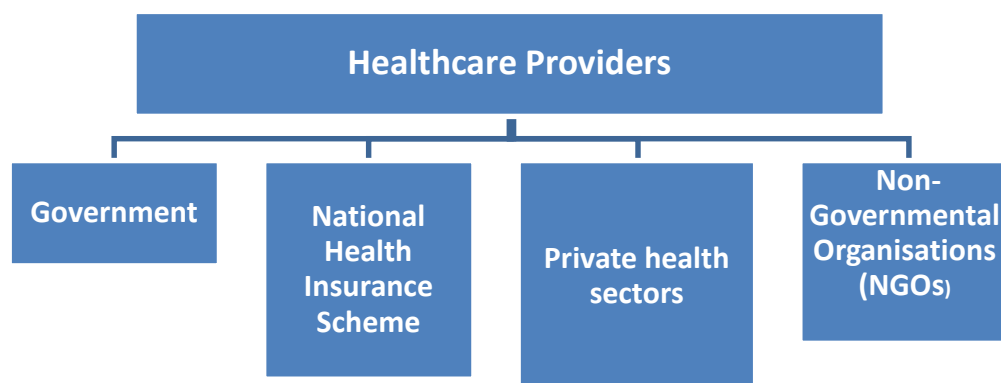 Healthcare Providers
Government
National
Health
Insurance
Scheme
Private health
sectors
Non-
Governmental
Organisations
(NGOs)